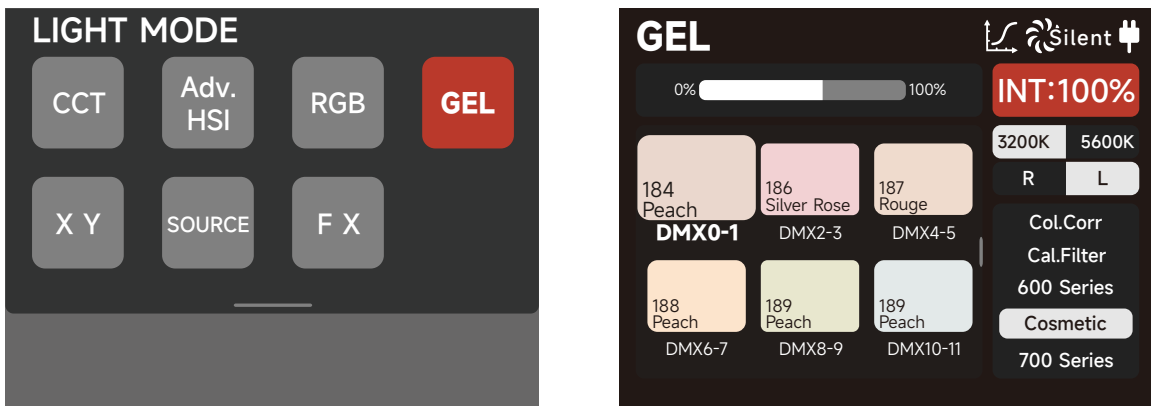 LIGHT MODE
CCT
Adv.
HSI
RGB
GEL
X Y
SOURCE
F X
GEL
Silent
0%
100%
INT:100%
3200K
5600K
R
L
184
Peach
DMX0-1
186
Silver Rose
DMX2-3
187
Rouge
DMX4-5
188
Peach
DMX6-7
189
Peach
DMX8-9
189
Peach
DMX10-11
Col.Corr
Cal.Filter
600 Series
Cosmetic
700 Series